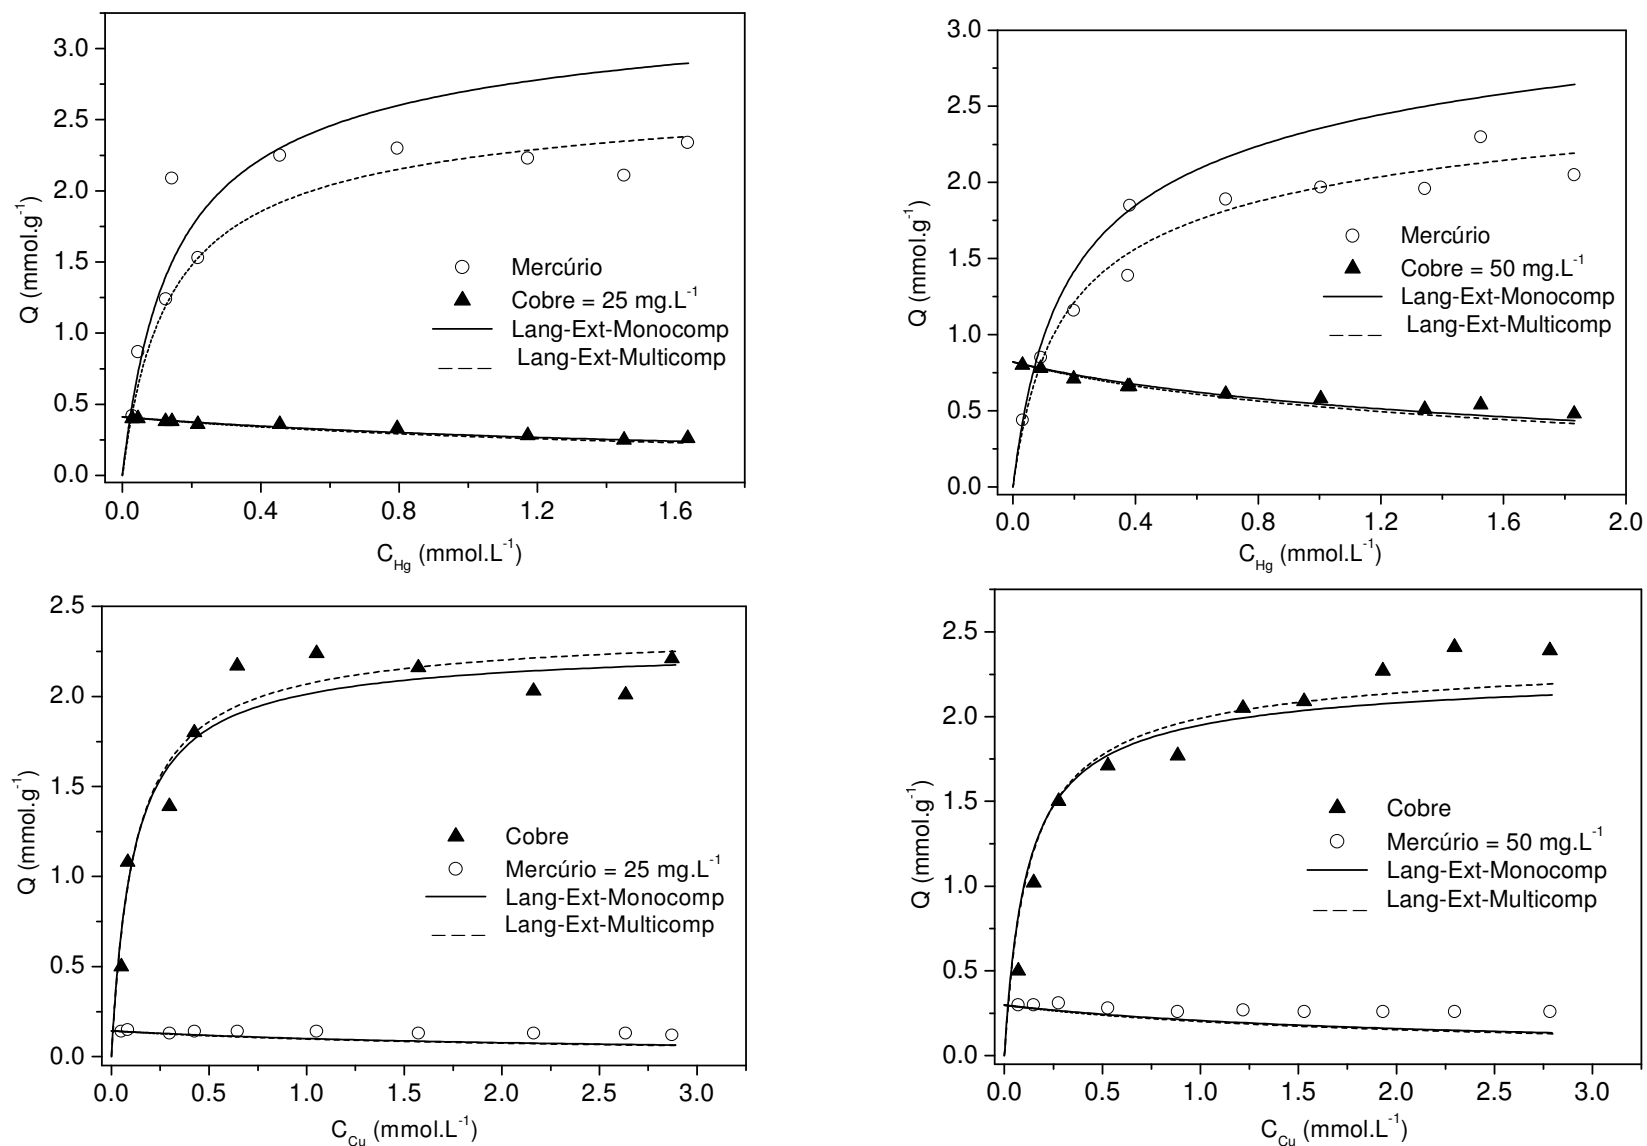 3.0
2.5
2.0
1.5
1.0
0.5
0.0
Q (mmol.g⁻¹)
Mercúrio
Cobre = 25 mg.L⁻¹
Lang-Ext-Monocomp
Lang-Ext-Multicomp
0.0 0.4 0.8 1.2 1.6
C_Hg (mmol.L⁻¹)
3.0
2.5
2.0
1.5
1.0
0.5
0.0
Q (mmol.g⁻¹)
Mercúrio
Cobre = 50 mg.L⁻¹
Lang-Ext-Monocomp
Lang-Ext-Multicomp
0.0 0.4 0.8 1.2 1.6 2.0
C_Hg (mmol.L⁻¹)
2.5
2.0
1.5
1.0
0.5
0.0
Q (mmol.g⁻¹)
Cobre
Mercúrio = 25 mg.L⁻¹
Lang-Ext-Monocomp
Lang-Ext-Multicomp
0.0 0.5 1.0 1.5 2.0 2.5 3.0
C_Cu (mmol.L⁻¹)
2.5
2.0
1.5
1.0
0.5
0.0
Q (mmol.g⁻¹)
Cobre
Mercúrio = 50 mg.L⁻¹
Lang-Ext-Monocomp
Lang-Ext-Multicomp
0.0 0.5 1.0 1.5 2.0 2.5 3.0
C_Cu (mmol.L⁻¹)